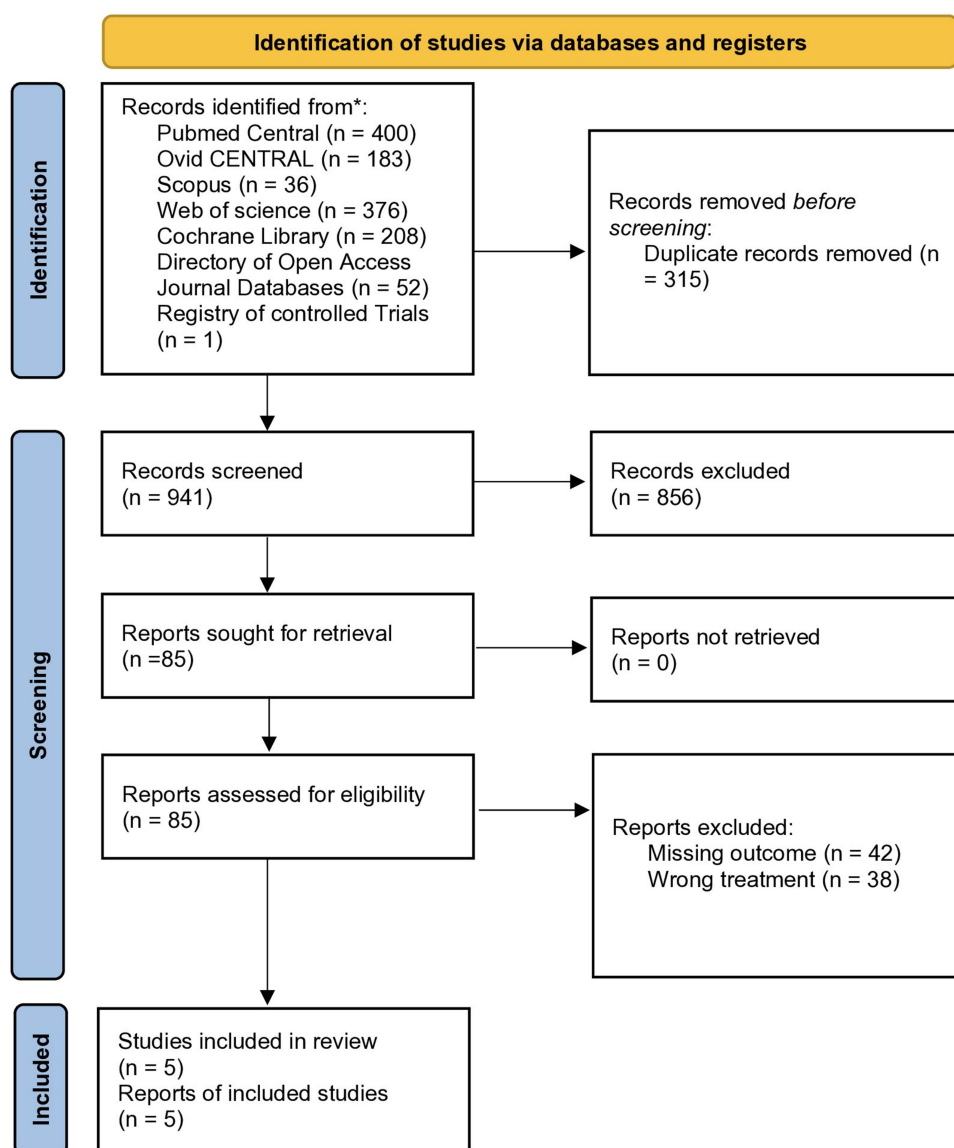 Identification of studies via databases and registers
Identification
Records identified from*:
Pubmed Central (n = 400)
Ovid CENTRAL (n = 183)
Scopus (n = 36)
Web of science (n = 376)
Cochrane Library (n = 208)
Directory of Open Access
Journal Databases (n = 52)
Registry of controlled Trials
(n = 1)
Records removed before
screening:
Duplicate records removed (n
= 315)
Screening
Records screened
(n = 941)
Records excluded
(n = 856)
Reports sought for retrieval
(n =85)
Reports not retrieved
(n = 0)
Reports assessed for eligibility
(n = 85)
Reports excluded:
Missing outcome (n = 42)
Wrong treatment (n = 38)
Included
Studies included in review
(n = 5)
Reports of included studies
(n = 5)